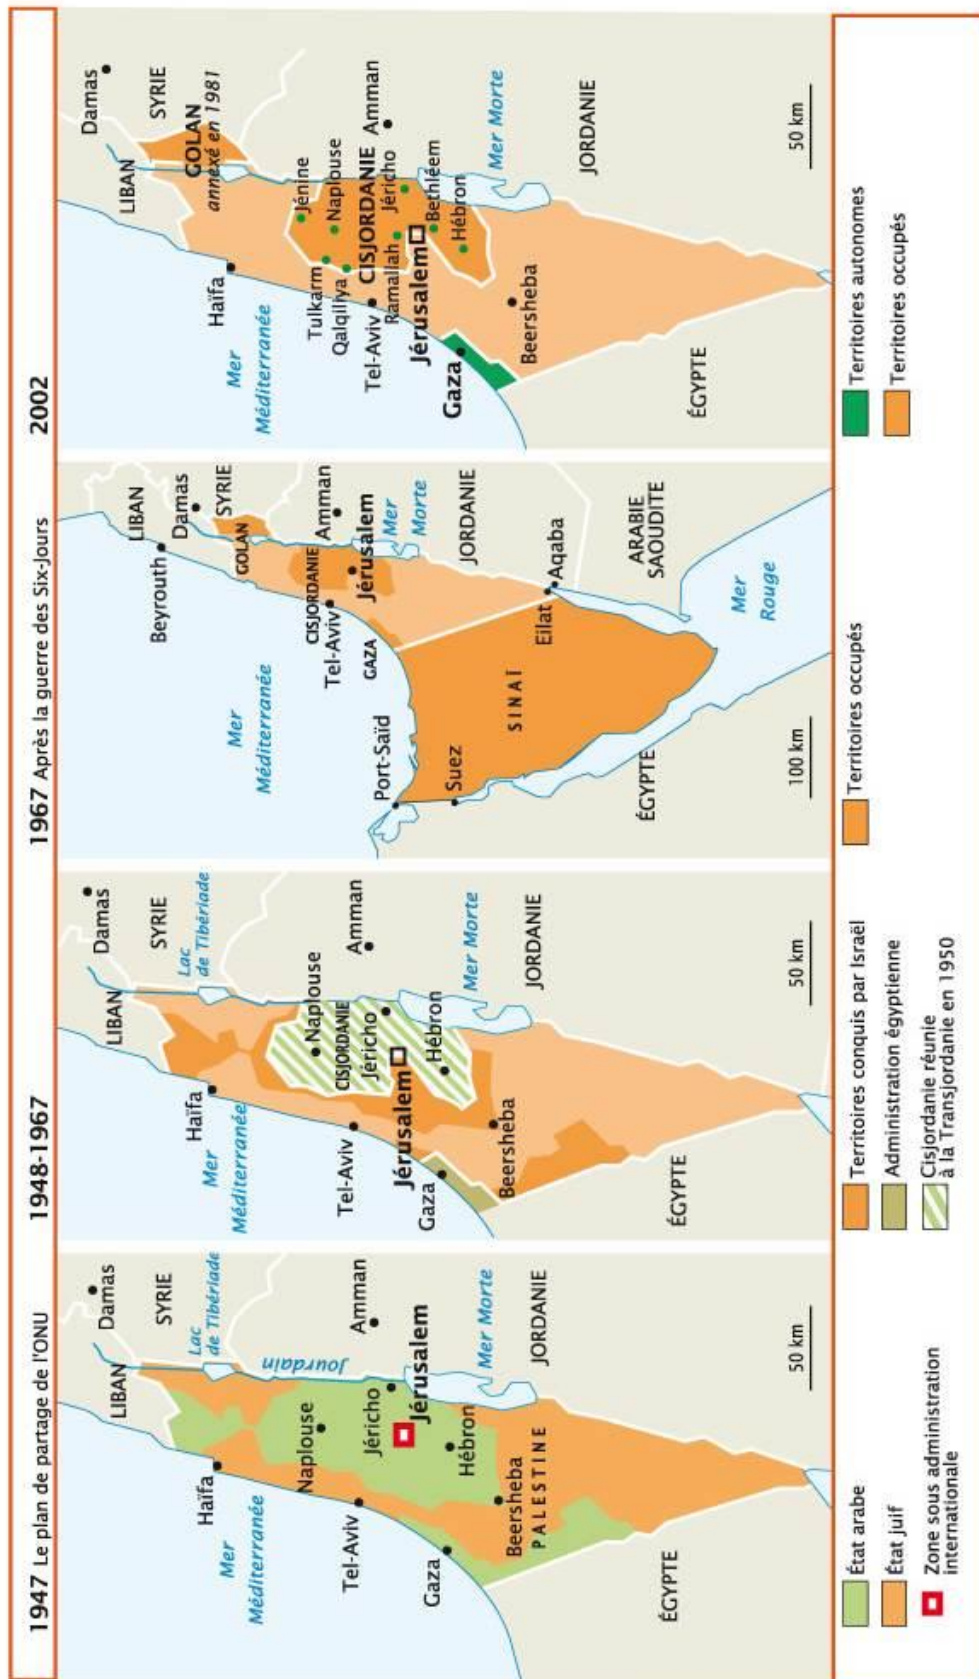 1947 Le plan de partage de l'ONU
LIBAN
Damas
SYRIE
Lac
de Tibériade
Haïfa
Mer
Méditerranée
Jourdain
Naplouse
Tel-Aviv
Amman
Jéricho
Jérusalem
Gaza
Hébron
Mer Morte
Beersheba
PALESTINE
JORDANIE
ÉGYPTE
50 km
État arabe
État juif
Zone sous administration
internationale
1948-1967
LIBAN
Damas
SYRIE
Lac
de Tibériade
Haïfa
Mer
Méditerranée
Naplouse
CISJORDANIE
Tel-Aviv
Amman
Jéricho
Jérusalem
Gaza
Hébron
Mer Morte
Beersheba
JORDANIE
ÉGYPTE
50 km
Territoires conquis par Israël
Administration égyptienne
Cisjordanie réunie
à la Transjordanie en 1950
1967 Après la guerre des Six-Jours
LIBAN
Beyrouth
Damas
SYRIE
GOLAN
Mer
Méditerranée
CISJORDANIE
Tel-Aviv
Amman
Jérusalem
GAZA
Mer
Morte
Port-Saïd
JORDANIE
Suez
SINAÏ
Eilat
Aqaba
ARABIE
SAOUDITE
ÉGYPTE
Mer
Rouge
100 km
Territoires occupés
2002
Damas
LIBAN
SYRIE
GOLAN
annexé en 1981
Haïfa
Mer
Méditerranée
Jénine
Tulkarm
Naplouse
Qalqiliya
CISJORDANIE
Tel-Aviv
Amman
Ramallah
Jéricho
Jérusalem
Bethléem
Gaza
Hébron
Mer Morte
Beersheba
JORDANIE
ÉGYPTE
50 km
Territoires autonomes
Territoires occupés